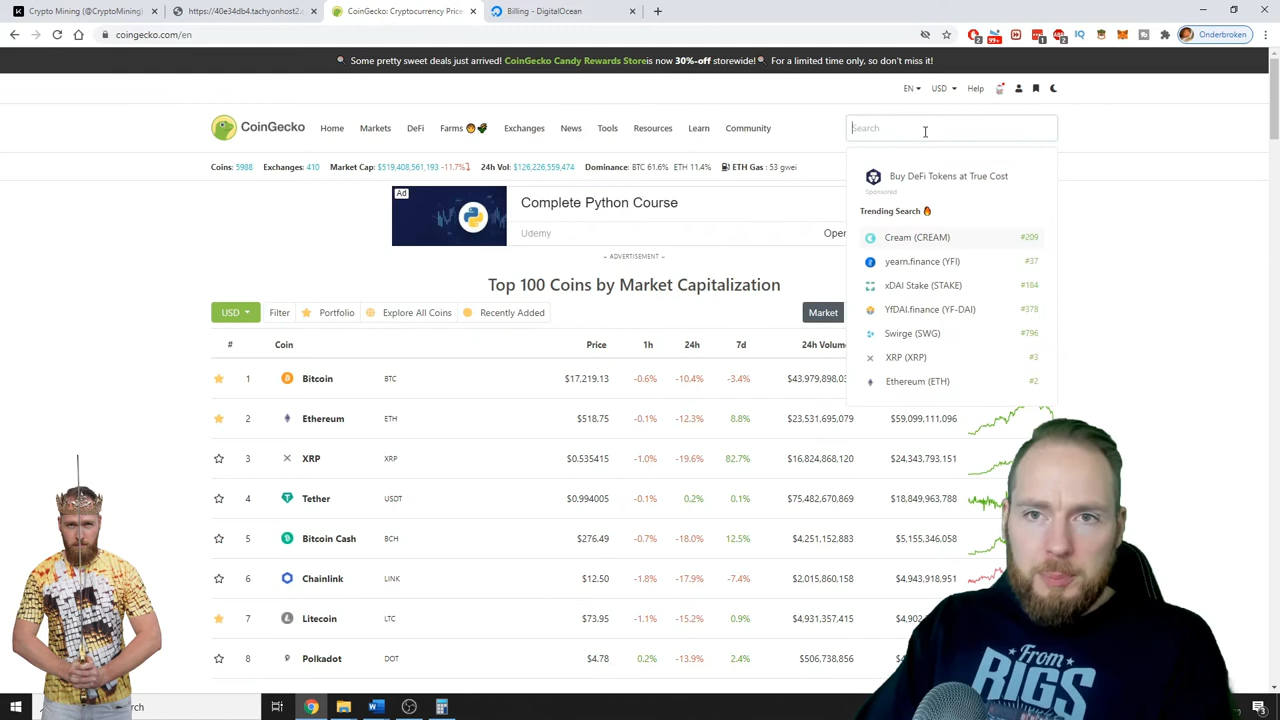 Crypto Mining (@CryptoMining)
https://40e34db4.tachyonhost2.c
CoinGecko: Cryptocurrency Price
Billing - DigitalOcean
coingecko.com/en
Onderbroken
Some pretty sweet deals just arrived! CoinGecko Candy Rewards Store is now 30%-off storewide! For a limited time only, so don't miss it!
EN USD Help
CoinGecko Home Markets DeFi Farms Exchanges News Tools Resources Learn Community Search
Coins: 5988 Exchanges: 410 Market Cap: $519,408,561,193 -11.7% 24h Vol: $126,226,559,474 Dominance: BTC 61.6% ETH 11.4% ETH Gas: 53 gwei
Buy DeFi Tokens at True Cost
Sponsored
Trending Search
Cream (CREAM) #209
yearn.finance (YFI) #37
xDAI Stake (STAKE) #184
YfDAI.finance (YF-DAI) #378
Swirge (SWG) #796
XRP (XRP) #3
Ethereum (ETH) #2
Ad
Complete Python Course
Udemy
– ADVERTISEMENT –
Top 100 Coins by Market Capitalization
USD Filter Portfolio Explore All Coins Recently Added Market
# Coin Price 1h 24h 7d 24h Volume
1 Bitcoin BTC $17,219.13 -0.6% -10.4% -3.4%
2 Ethereum ETH $518.75 -0.1% -12.3% 8.8% $23,531,695,079 $59,099,111,096
3 XRP XRP $0.535415 -1.0% -19.6% 82.7% $16,824,868,120 $24,343,793,151
4 Tether USDT $0.994005 -0.1% 0.2% 0.1% $75,482,670,869 $18,849,963,788
5 Bitcoin Cash BCH $276.49 -0.7% -18.0% 12.5% $4,251,152,883 $5,155,346,058
6 Chainlink LINK $12.50 -1.8% -17.9% -7.4% $2,015,860,158 $4,943,918,951
7 Litecoin LTC $73.95 -1.1% -15.2% 0.9% $4,931,357,415
8 Polkadot DOT $4.78 0.2% -13.9% 2.4% $506,738,856
From
RIGS